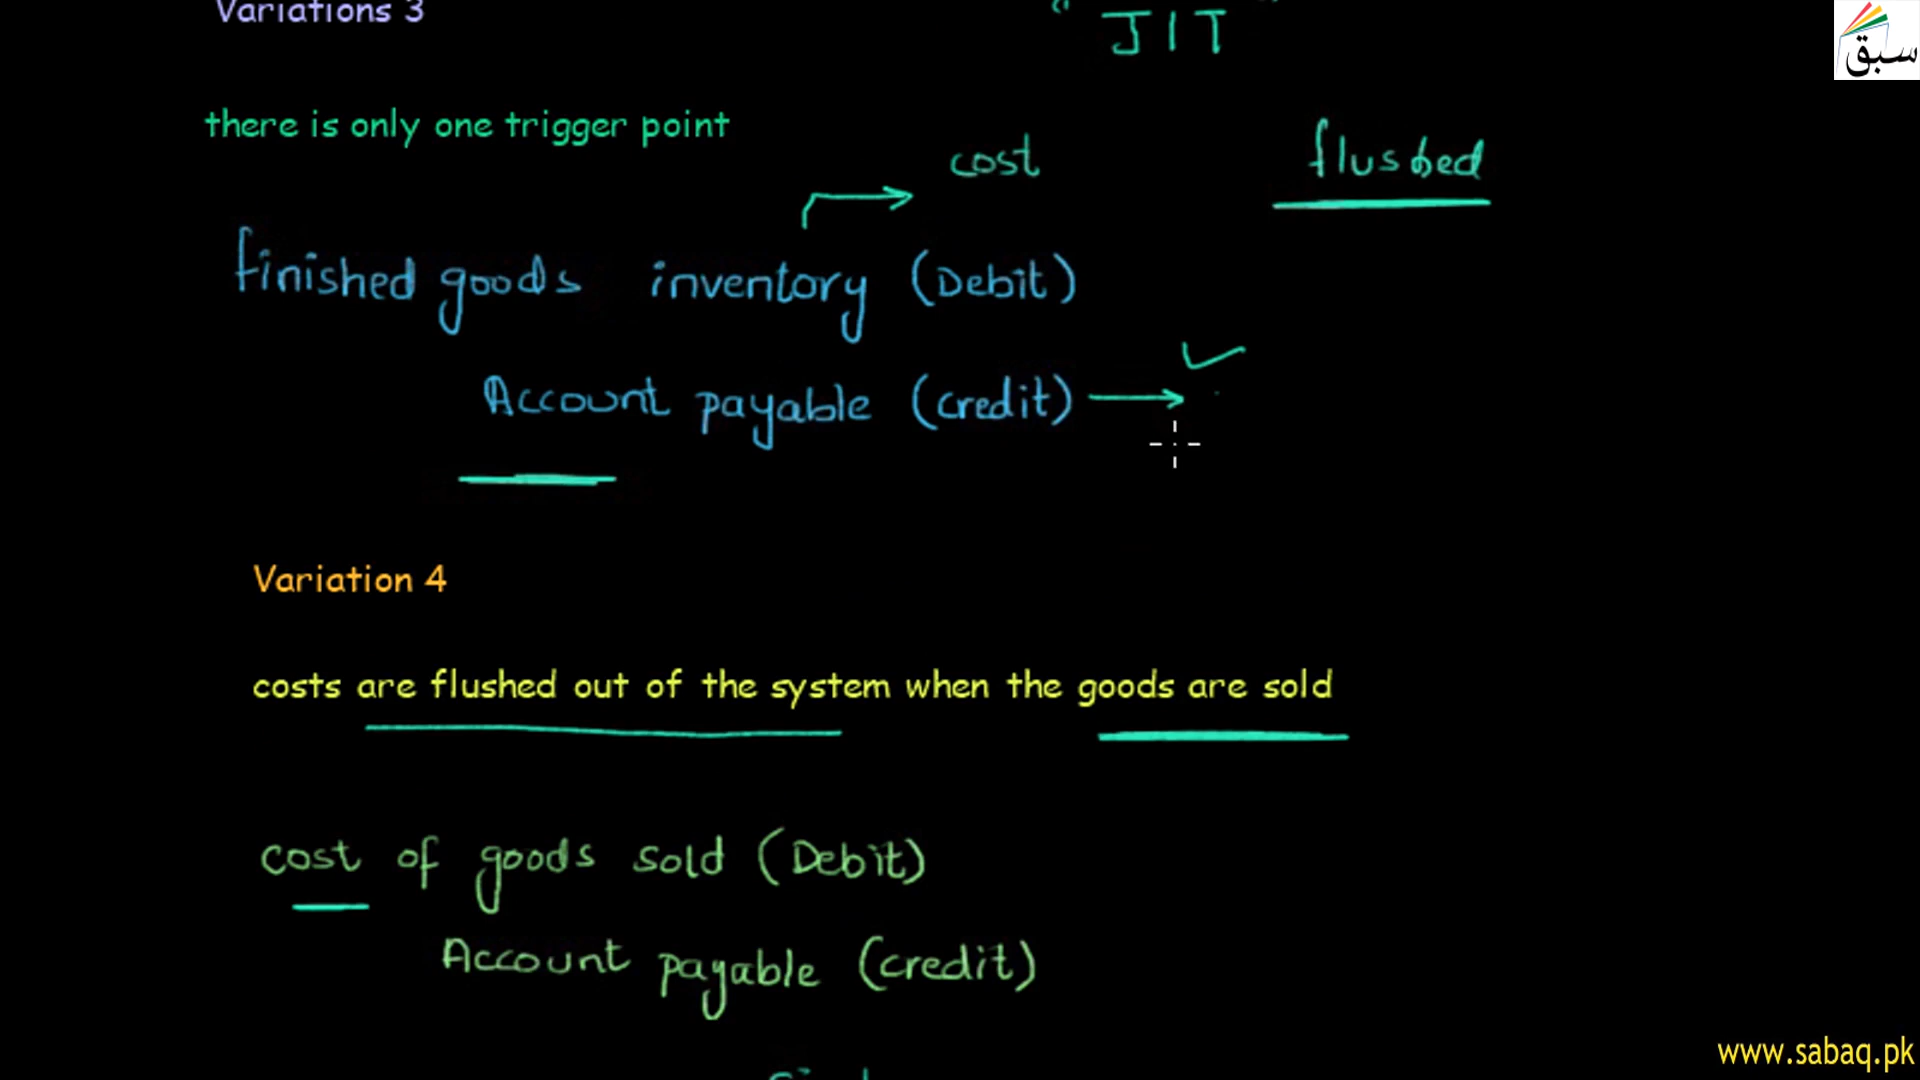 Variations 3
" JIT "
سبق
there is only one trigger point
cost
flushed
finished goods inventory (Debit)
Account payable (credit)
Variation 4
costs are flushed out of the system when the goods are sold
cost of goods sold (Debit)
Account payable (credit)
www.sabaq.pk